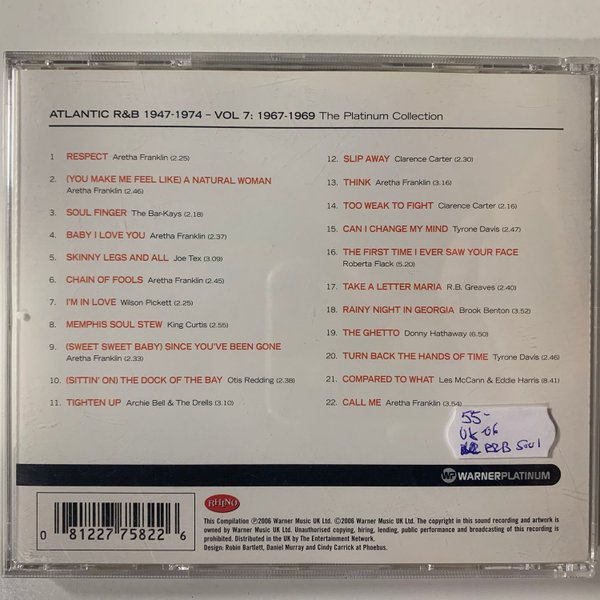 ATLANTIC R&B 1947-1974 – VOL 7: 1967-1969 The Platinum Collection
1 RESPECT Aretha Franklin (2.25)
2. (YOU MAKE ME FEEL LIKE) A NATURAL WOMAN
Aretha Franklin (2.46)
3. SOUL FINGER The Bar-Kays (2.18)
4. BABY I LOVE YOU Aretha Franklin (2.37)
5. SKINNY LEGS AND ALL Joe Tex (3.09)
6. CHAIN OF FOOLS Aretha Franklin (2.45)
7. I'M IN LOVE Wilson Pickett (2.25)
8. MEMPHIS SOUL STEW King Curtis (2.55)
9. (SWEET SWEET BABY) SINCE YOU'VE BEEN GONE
Aretha Franklin (2.33)
10. (SITTIN' ON) THE DOCK OF THE BAY Otis Redding (2.38)
11. TIGHTEN UP Archie Bell & The Drells (3.10)
12. SLIP AWAY Clarence Carter (2.30)
13. THINK Aretha Franklin (3.16)
14. TOO WEAK TO FIGHT Clarence Carter (2.16)
15. CAN I CHANGE MY MIND Tyrone Davis (2.47)
16. THE FIRST TIME I EVER SAW YOUR FACE
Roberta Flack (5.20)
17. TAKE A LETTER MARIA R.B. Greaves (2.40)
18. RAINY NIGHT IN GEORGIA Brook Benton (3.52)
19. THE GHETTO Donny Hathaway (6.50)
20. TURN BACK THE HANDS OF TIME Tyrone Davis (2.46)
21. COMPARED TO WHAT Les McCann & Eddie Harris (8.41)
22. CALL ME Aretha Franklin (3.54)
55-
UK-06
R&B Soul
WP WARNERPLATINUM
RHINO
0 81227 75822 6
This Compilation ℗2006 Warner Music UK Ltd. ©2006 Warner Music UK Ltd. The copyright in this sound recording and artwork is
owned by Warner Music UK Ltd. Unauthorised copying, hiring, lending, public performance and broadcasting of this recording is
prohibited. Distributed in the UK by The Entertainment Network.
Design: Robin Bartlett, Daniel Murray and Cindy Carrick at Phoebus.